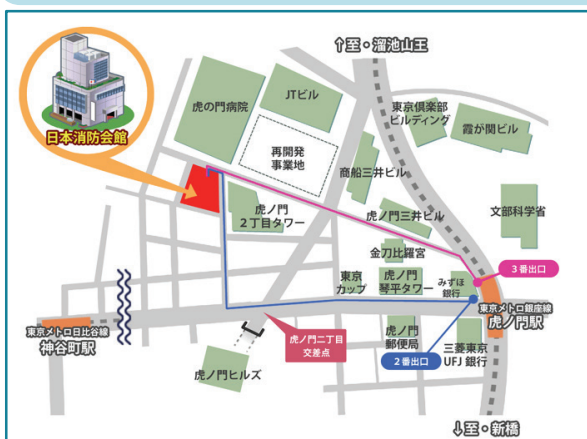 ↑至・溜池山王
日本消防会館
虎の門病院
JTビル
東京倶楽部
ビルディング
霞が関ビル
再開発
事業地
商船三井ビル
虎ノ門
2丁目タワー
虎ノ門三井ビル
文部科学省
金刀比羅宮
東京
カップ
虎ノ門
琴平タワー
みずほ
銀行
3番出口
東京メトロ銀座線
虎ノ門駅
東京メトロ日比谷線
神谷町駅
虎ノ門二丁目
交差点
虎ノ門
郵便局
三菱東京
UFJ 銀行
2番出口
虎ノ門ヒルズ
↓至・新橋